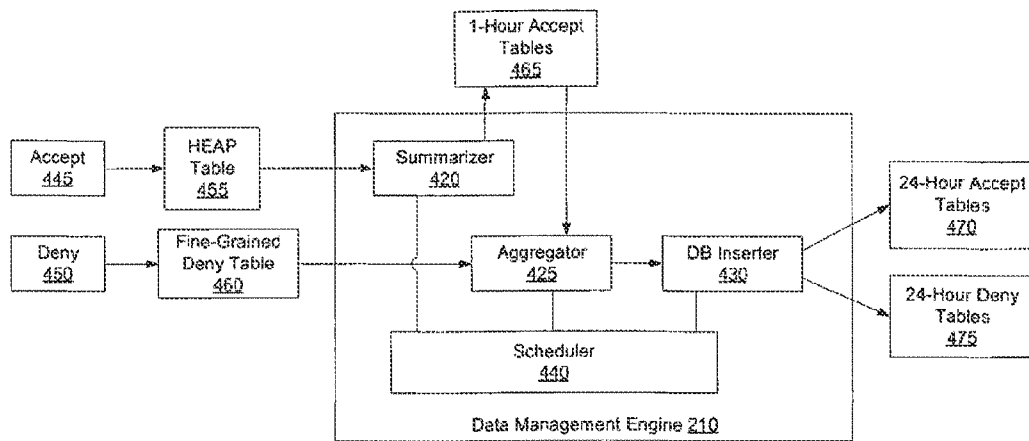 1-Hour Accept
Tables
465
Accept
445
HEAP
Table
455
Summarizer
420
24-Hour Accept
Tables
470
Deny
450
Fine-Grained
Deny Table
460
Aggregator
425
DB Inserter
430
24-Hour Deny
Tables
475
Scheduler
440
Data Management Engine 210